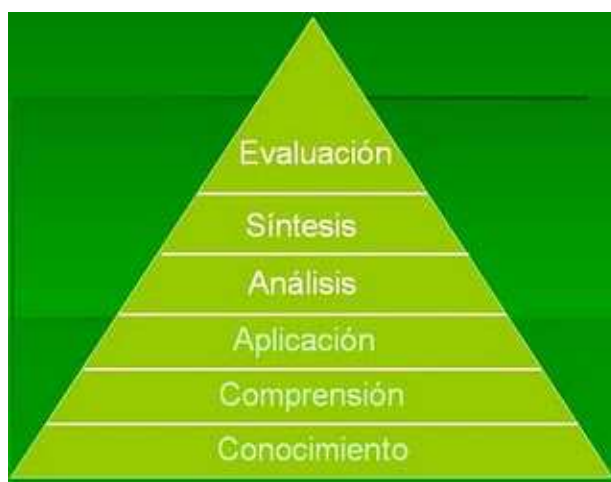 Evaluación
Síntesis
Análisis
Aplicación
Comprensión
Conocimiento